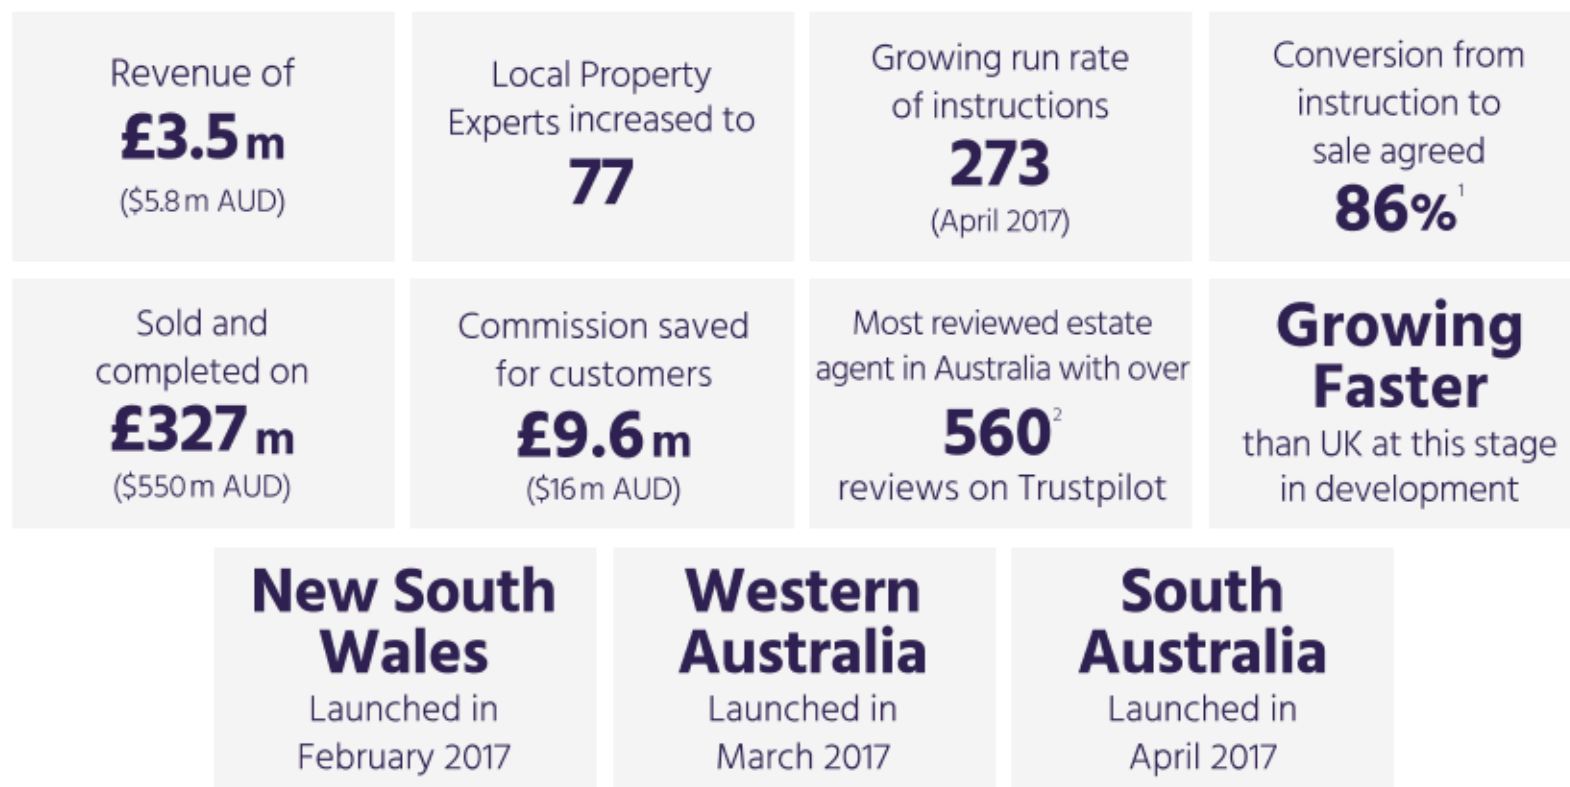 Revenue of
£3.5m
($5.8m AUD)
Local Property
Experts increased to
77
Growing run rate
of instructions
273
(April 2017)
Conversion from
instruction to
sale agreed
86%¹
Sold and
completed on
£327m
($550m AUD)
Commission saved
for customers
£9.6m
($16m AUD)
Most reviewed estate
agent in Australia with over
560²
reviews on Trustpilot
Growing
Faster
than UK at this stage
in development
New South
Wales
Launched in
February 2017
Western
Australia
Launched in
March 2017
South
Australia
Launched in
April 2017